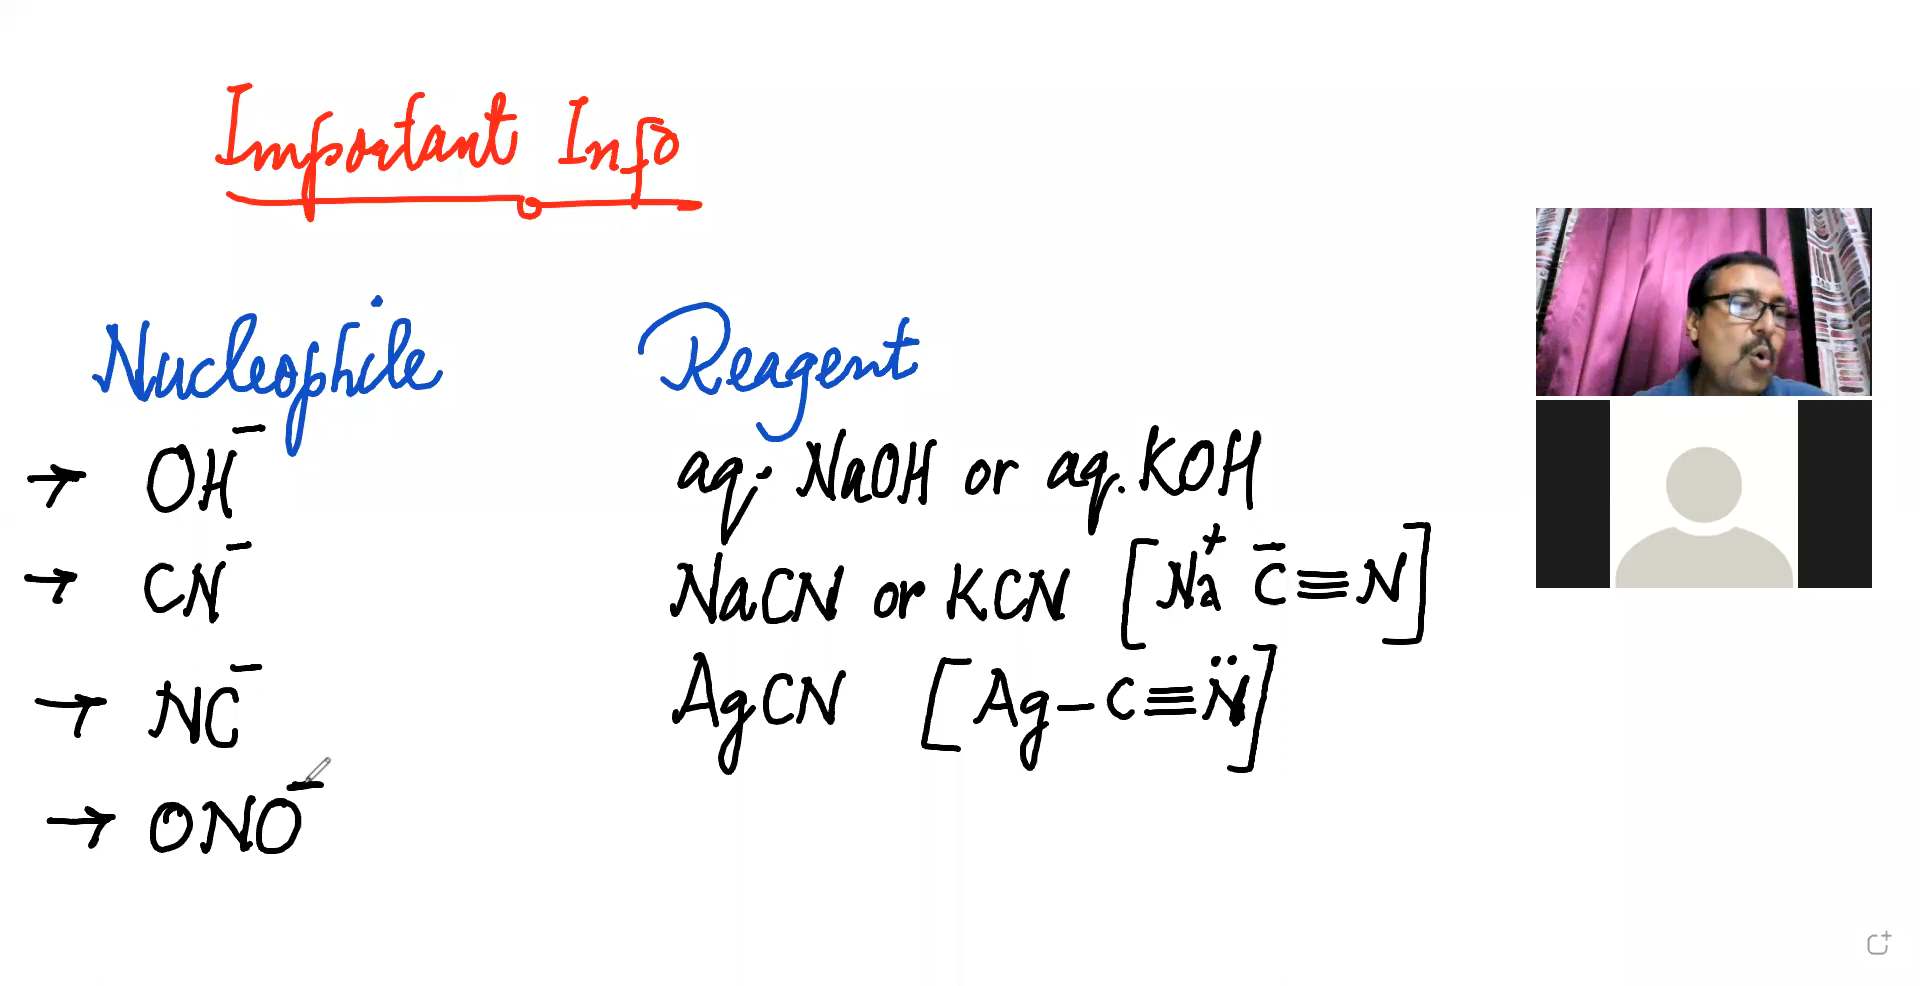 Important Info
Nucleophile Reagent
→ OH⁻ aq. NaOH or aq. KOH
→ CN⁻ NaCN or KCN [Na⁺ C̄≡N]
→ NC⁻ AgCN [Ag–C≡N̈]
→ ONO⁻